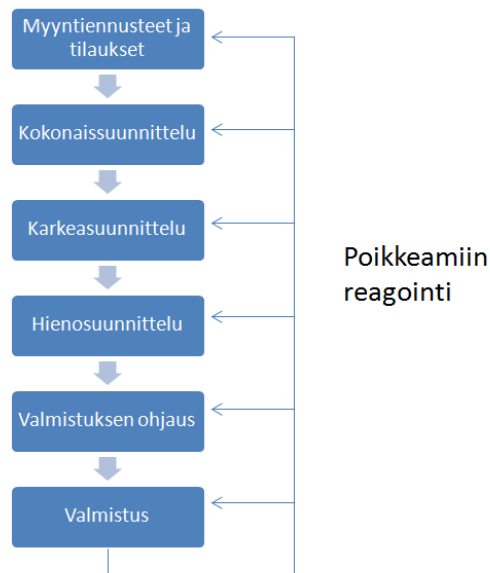 Myyntiennusteet ja
tilaukset
Kokonaissuunnittelu
Karkeasuunnittelu
Poikkeamiin
reagointi
Hienosuunnittelu
Valmistuksen ohjaus
Valmistus